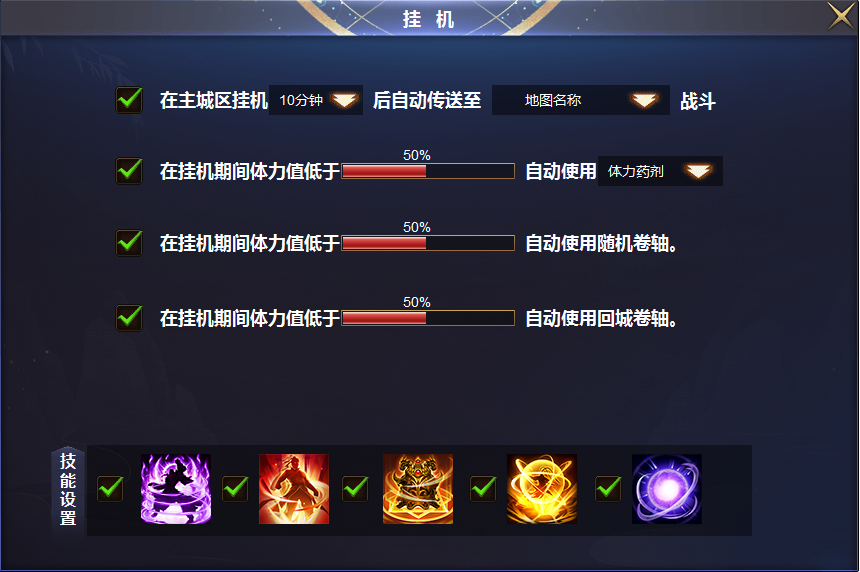 挂 机
在主城区挂机 10分钟 后自动传送至 地图名称 战斗
50%
在挂机期间体力值低于 自动使用 体力药剂
50%
在挂机期间体力值低于 自动使用随机卷轴。
50%
在挂机期间体力值低于 自动使用回城卷轴。
技能设置